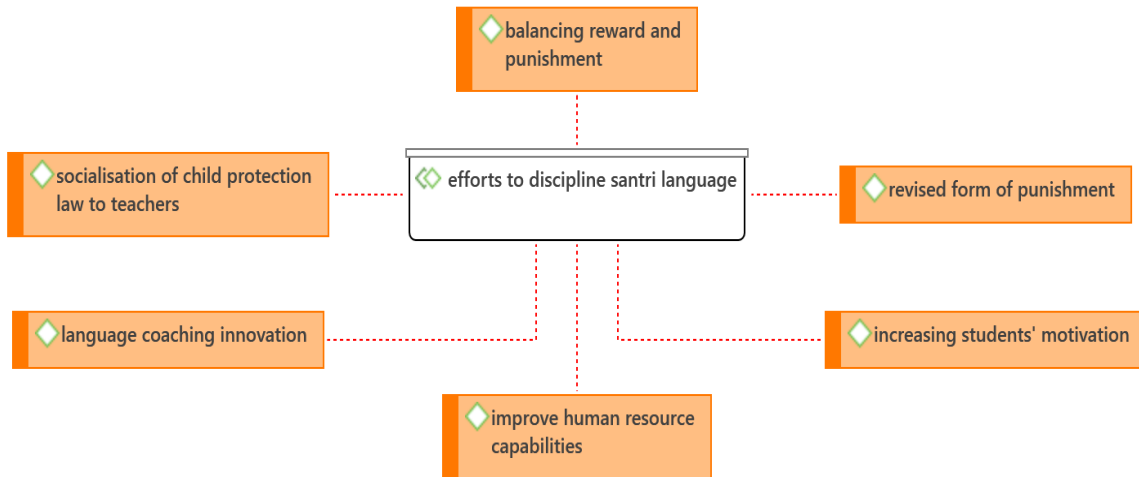 balancing reward and
punishment
socialisation of child protection
law to teachers
efforts to discipline santri language
revised form of punishment
language coaching innovation
increasing students' motivation
improve human resource
capabilities